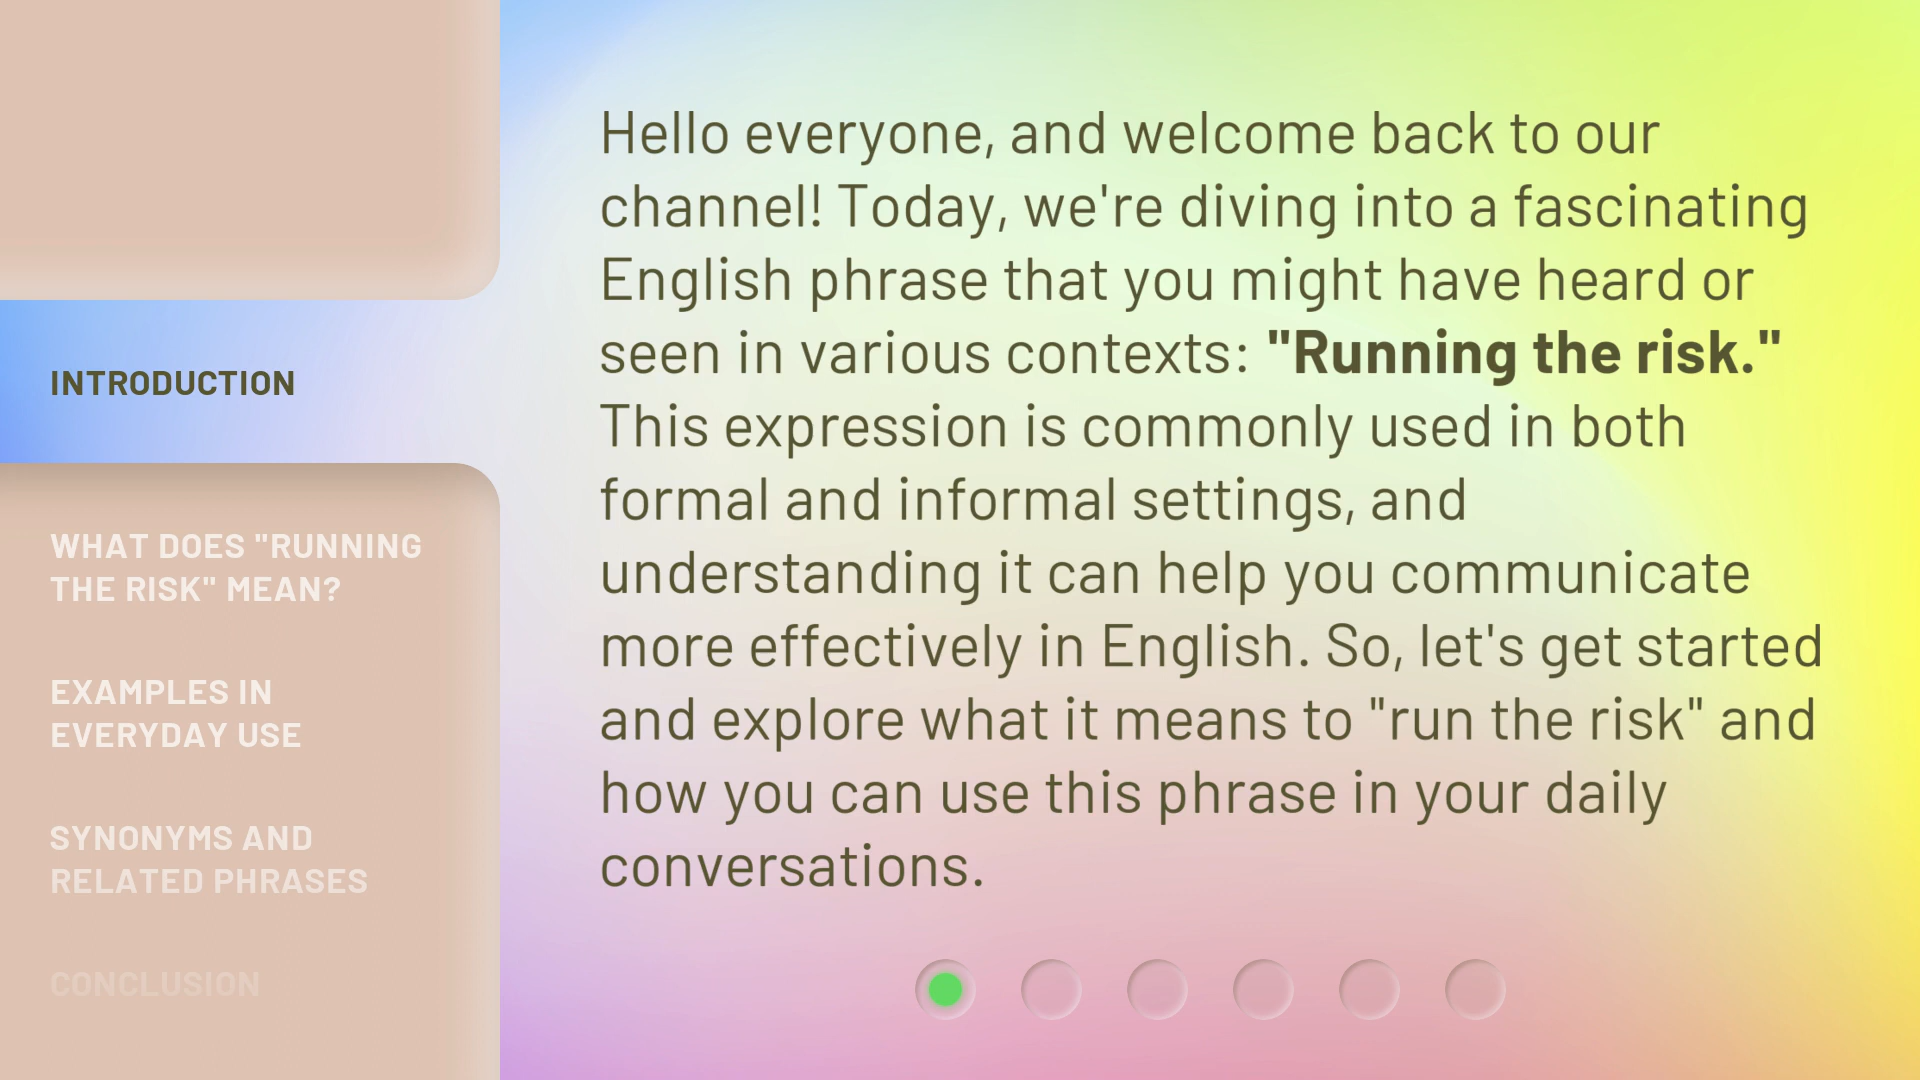 INTRODUCTION
WHAT DOES "RUNNING
THE RISK" MEAN?
EXAMPLES IN
EVERYDAY USE
SYNONYMS AND
RELATED PHRASES
CONCLUSION
Hello everyone, and welcome back to our
channel! Today, we're diving into a fascinating
English phrase that you might have heard or
seen in various contexts: "Running the risk."
This expression is commonly used in both
formal and informal settings, and
understanding it can help you communicate
more effectively in English. So, let's get started
and explore what it means to "run the risk" and
how you can use this phrase in your daily
conversations.